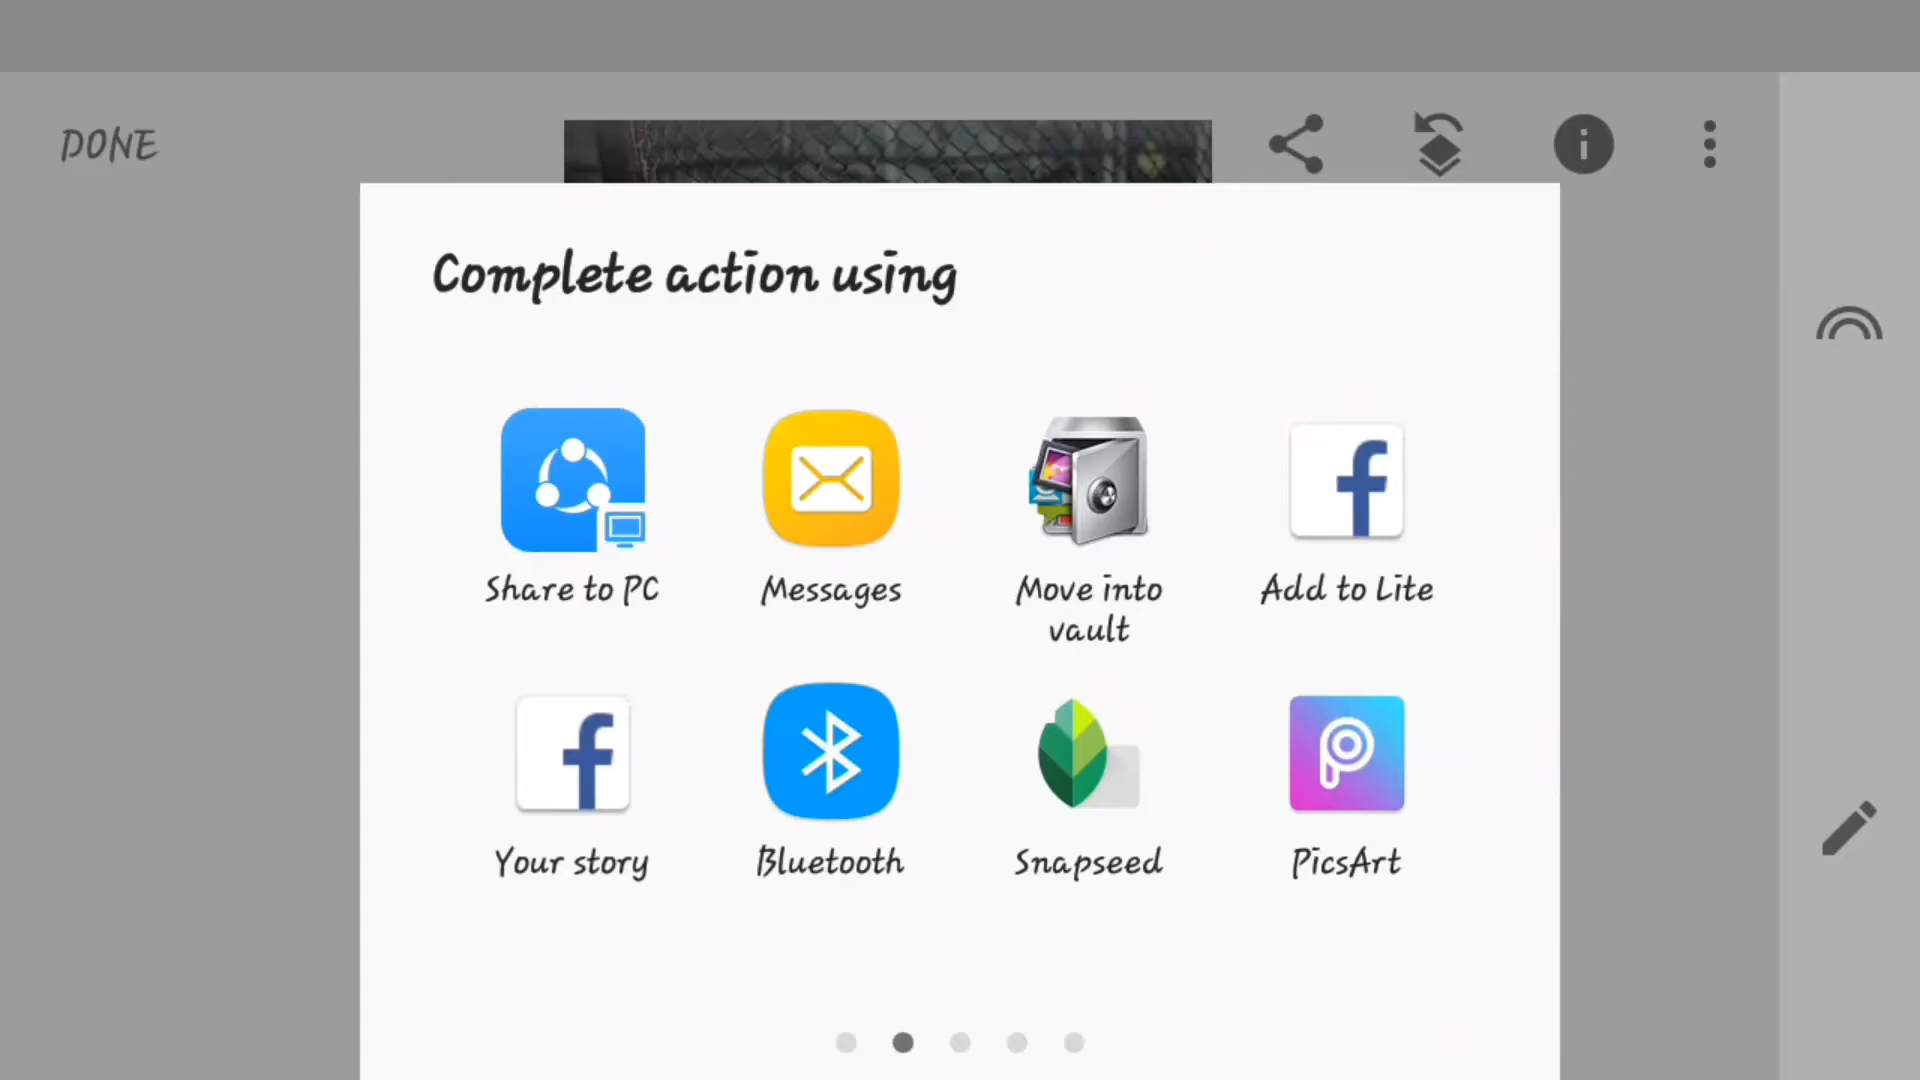 DONE
Complete action using
Share to PC
Messages
Move into
vault
Add to Lite
Your story
Bluetooth
Snapseed
PicsArt